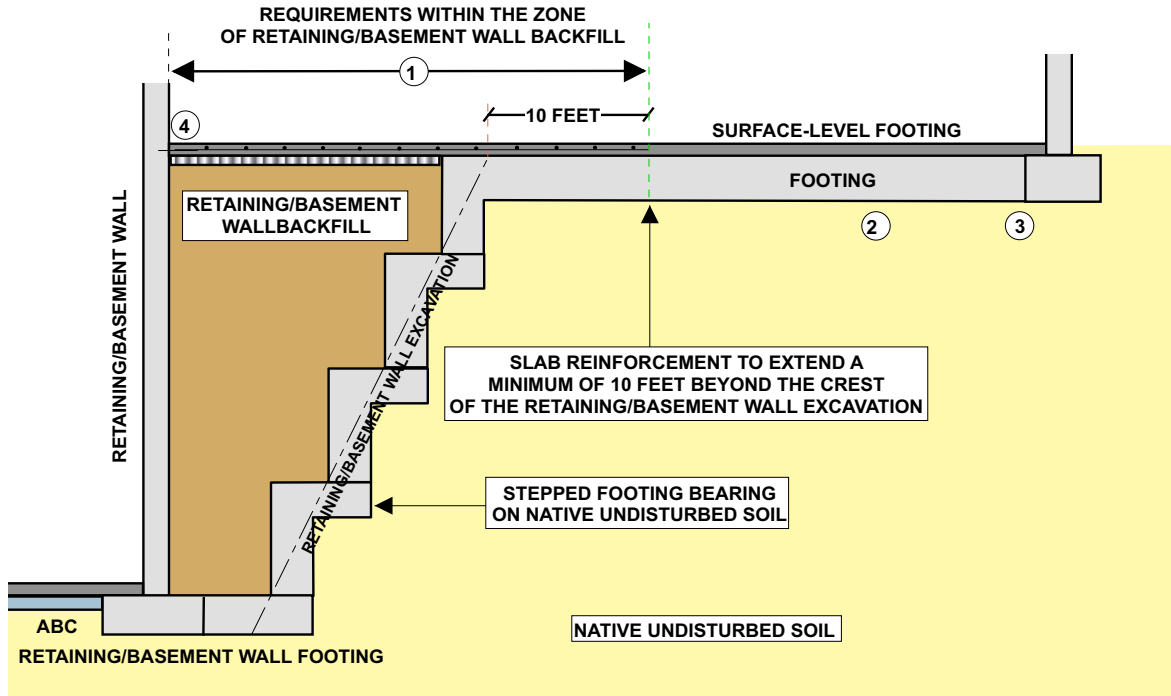 REQUIREMENTS WITHIN THE ZONE
OF RETAINING/BASEMENT WALL BACKFILL
1
10 FEET
4
SURFACE-LEVEL FOOTING
FOOTING
RETAINING/BASEMENT
WALLBACKFILL
2
3
RETAINING/BASEMENT WALL
RETAINING/BASEMENT WALL EXCAVATION
SLAB REINFORCEMENT TO EXTEND A
MINIMUM OF 10 FEET BEYOND THE CREST
OF THE RETAINING/BASEMENT WALL EXCAVATION
STEPPED FOOTING BEARING
ON NATIVE UNDISTURBED SOIL
ABC
NATIVE UNDISTURBED SOIL
RETAINING/BASEMENT WALL FOOTING